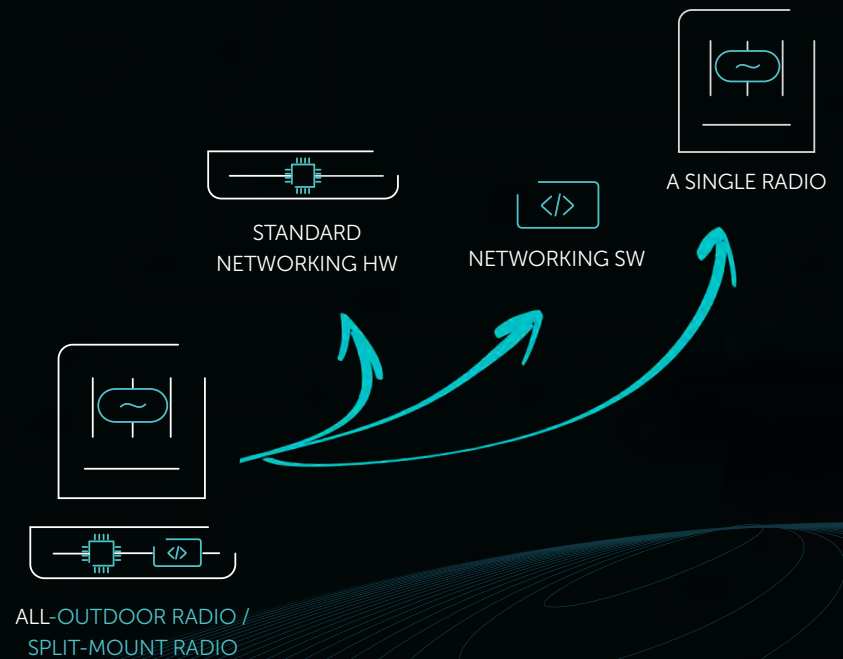 A SINGLE RADIO
STANDARD
NETWORKING HW
</>
NETWORKING SW
</>
ALL-OUTDOOR RADIO /
SPLIT-MOUNT RADIO